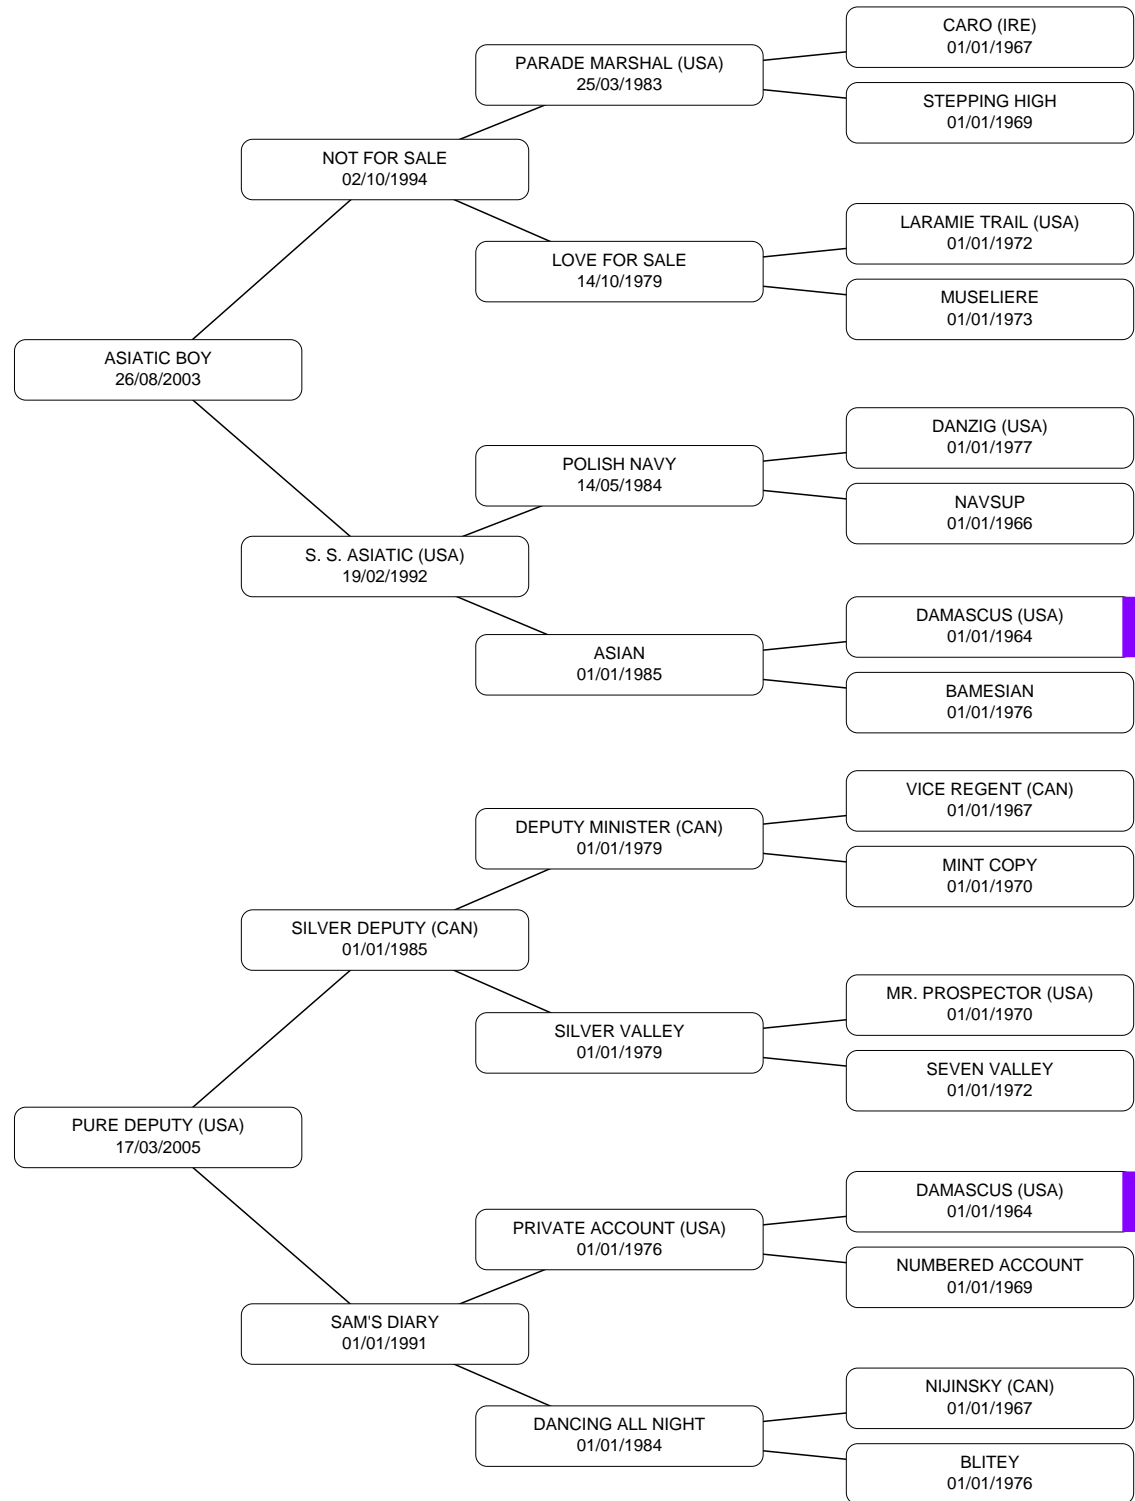 CARO (IRE)
01/01/1967
PARADE MARSHAL (USA)
25/03/1983
STEPPING HIGH
01/01/1969
NOT FOR SALE
02/10/1994
LARAMIE TRAIL (USA)
01/01/1972
LOVE FOR SALE
14/10/1979
MUSELIERE
01/01/1973
ASIATIC BOY
26/08/2003
DANZIG (USA)
01/01/1977
POLISH NAVY
14/05/1984
NAVSUP
01/01/1966
S. S. ASIATIC (USA)
19/02/1992
DAMASCUS (USA)
01/01/1964
ASIAN
01/01/1985
BAMESIAN
01/01/1976
VICE REGENT (CAN)
01/01/1967
DEPUTY MINISTER (CAN)
01/01/1979
MINT COPY
01/01/1970
SILVER DEPUTY (CAN)
01/01/1985
MR. PROSPECTOR (USA)
01/01/1970
SILVER VALLEY
01/01/1979
SEVEN VALLEY
01/01/1972
PURE DEPUTY (USA)
17/03/2005
DAMASCUS (USA)
01/01/1964
PRIVATE ACCOUNT (USA)
01/01/1976
NUMBERED ACCOUNT
01/01/1969
SAM'S DIARY
01/01/1991
NIJINSKY (CAN)
01/01/1967
DANCING ALL NIGHT
01/01/1984
BLITEY
01/01/1976